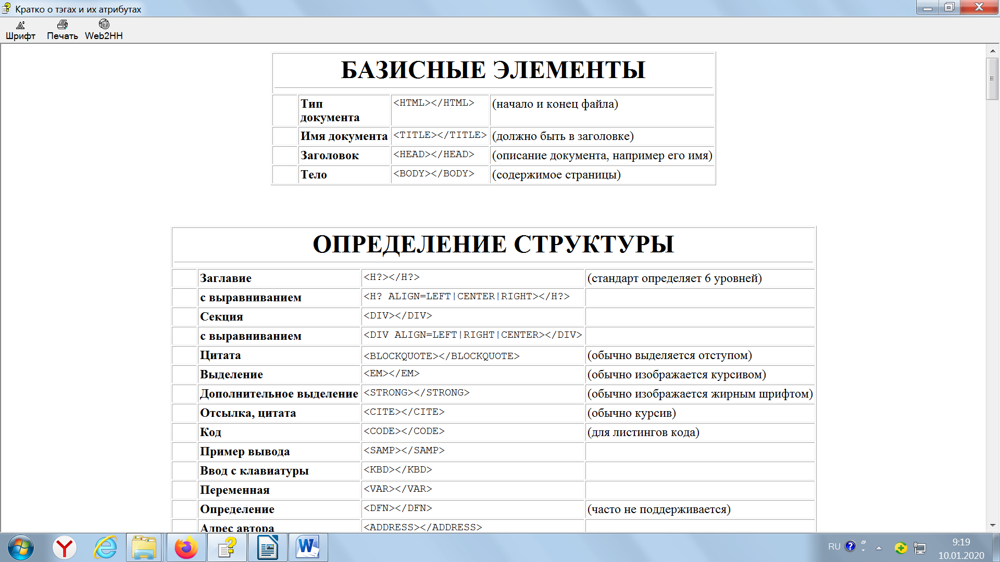 Кратко о тэгах и их атрибутах
Шрифт Печать Web2HH
БАЗИСНЫЕ ЭЛЕМЕНТЫ
Тип документа <HTML></HTML> (начало и конец файла)
Имя документа <TITLE></TITLE> (должно быть в заголовке)
Заголовок <HEAD></HEAD> (описание документа, например его имя)
Тело <BODY></BODY> (содержимое страницы)
ОПРЕДЕЛЕНИЕ СТРУКТУРЫ
Заглавие <H?></H?> (стандарт определяет 6 уровней)
с выравниванием <H? ALIGN=LEFT|CENTER|RIGHT></H?>
Секция <DIV></DIV>
с выравниванием <DIV ALIGN=LEFT|RIGHT|CENTER></DIV>
Цитата <BLOCKQUOTE></BLOCKQUOTE> (обычно выделяется отступом)
Выделение <EM></EM> (обычно изображается курсивом)
Дополнительное выделение <STRONG></STRONG> (обычно изображается жирным шрифтом)
Отсылка, цитата <CITE></CITE> (обычно курсив)
Код <CODE></CODE> (для листингов кода)
Пример вывода <SAMP></SAMP>
Ввод с клавиатуры <KBD></KBD>
Переменная <VAR></VAR>
Определение <DFN></DFN> (часто не поддерживается)
Адрес автора <ADDRESS></ADDRESS>
RU 9:19
10.01.2020